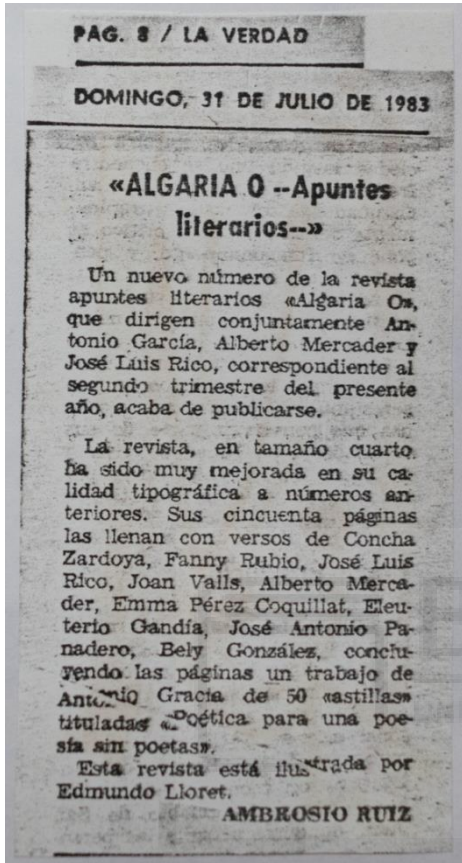 PAG. 8 / LA VERDAD
DOMINGO, 31 DE JULIO DE 1983
«ALGARIA O --Apuntes
literarios--»
Un nuevo número de la revista
apuntes literarios «Algaria O»,
que dirigen conjuntamente An-
tonio García, Alberto Mercader y
José Luis Rico, correspondiente al
segundo trimestre del presente
año, acaba de publicarse.
La revista, en tamaño cuarto
ha sido muy mejorada en su ca-
lidad tipográfica a números an-
teriores. Sus cincuenta páginas
las llenan con versos de Concha
Zardoya, Fanny Rubio, José Luis
Rico, Joan Valls, Alberto Merca-
der, Emma Pérez Coquillat, Eleu-
terio Gandía, José Antonio Pa-
nadero, Bely González, conclu-
yendo las páginas un trabajo de
Antonio Gracia de 50 «astillas»
tituladas «Poética para una poe-
sía sin poetas».
Esta revista está ilustrada por
Edmundo Lloret.
AMBROSIO RUIZ